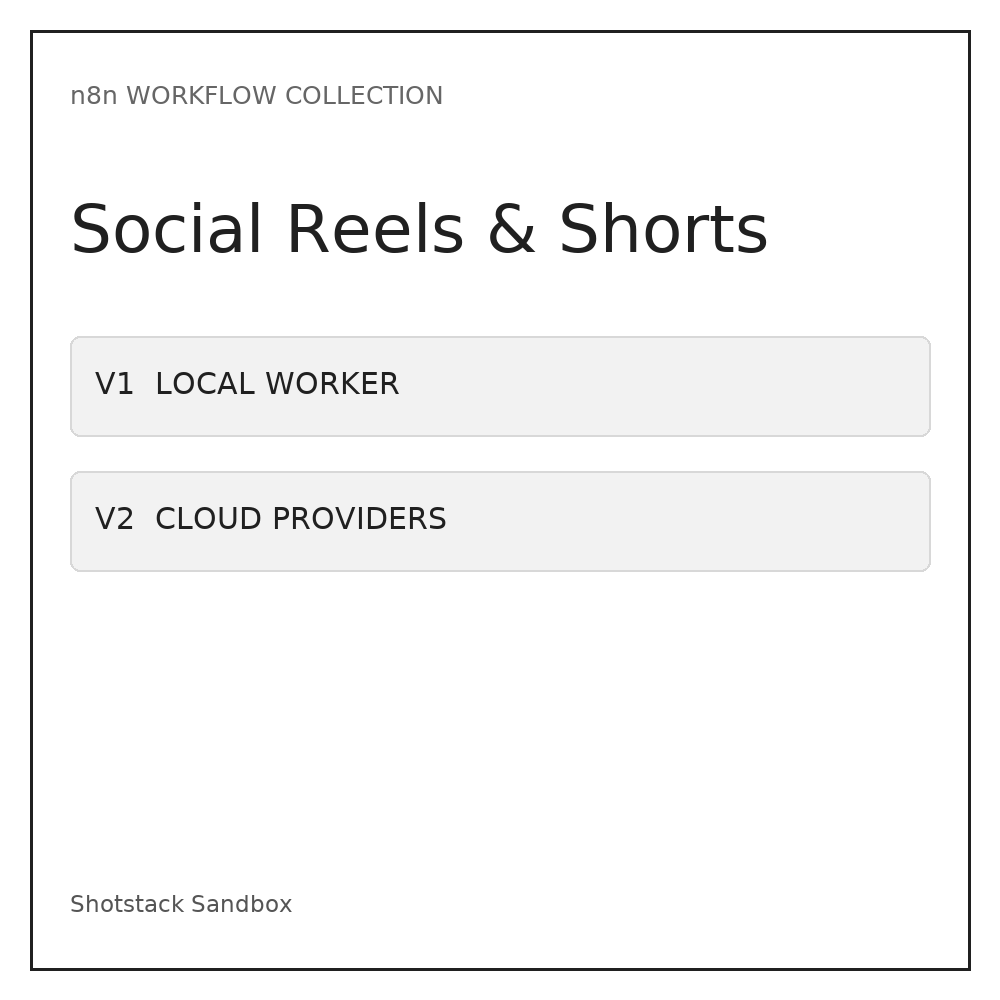 n8n WORKFLOW COLLECTION
Social Reels & Shorts
V1 LOCAL WORKER
V2 CLOUD PROVIDERS
Shotstack Sandbox